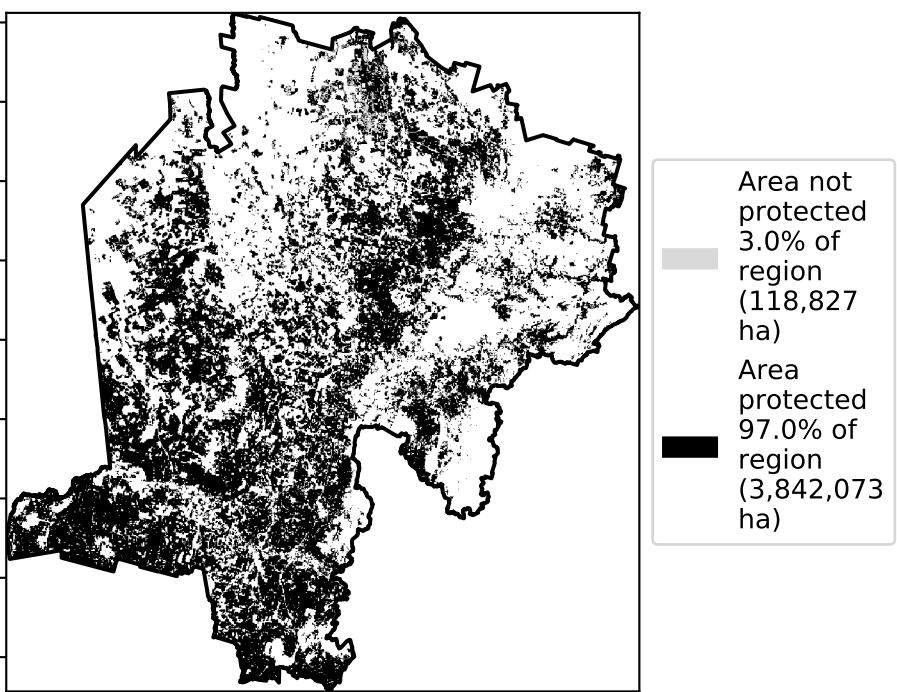 Area not
protected
3.0% of
region
(118,827
ha)
Area
protected
97.0% of
region
(3,842,073
ha)